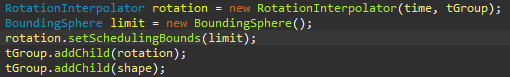 RotationInterpolator rotation = new RotationInterpolator(time, tGroup);
BoundingSphere limit = new BoundingSphere();
rotation.setSchedulingBounds(limit);
tGroup.addChild(rotation);
tGroup.addChild(shape);